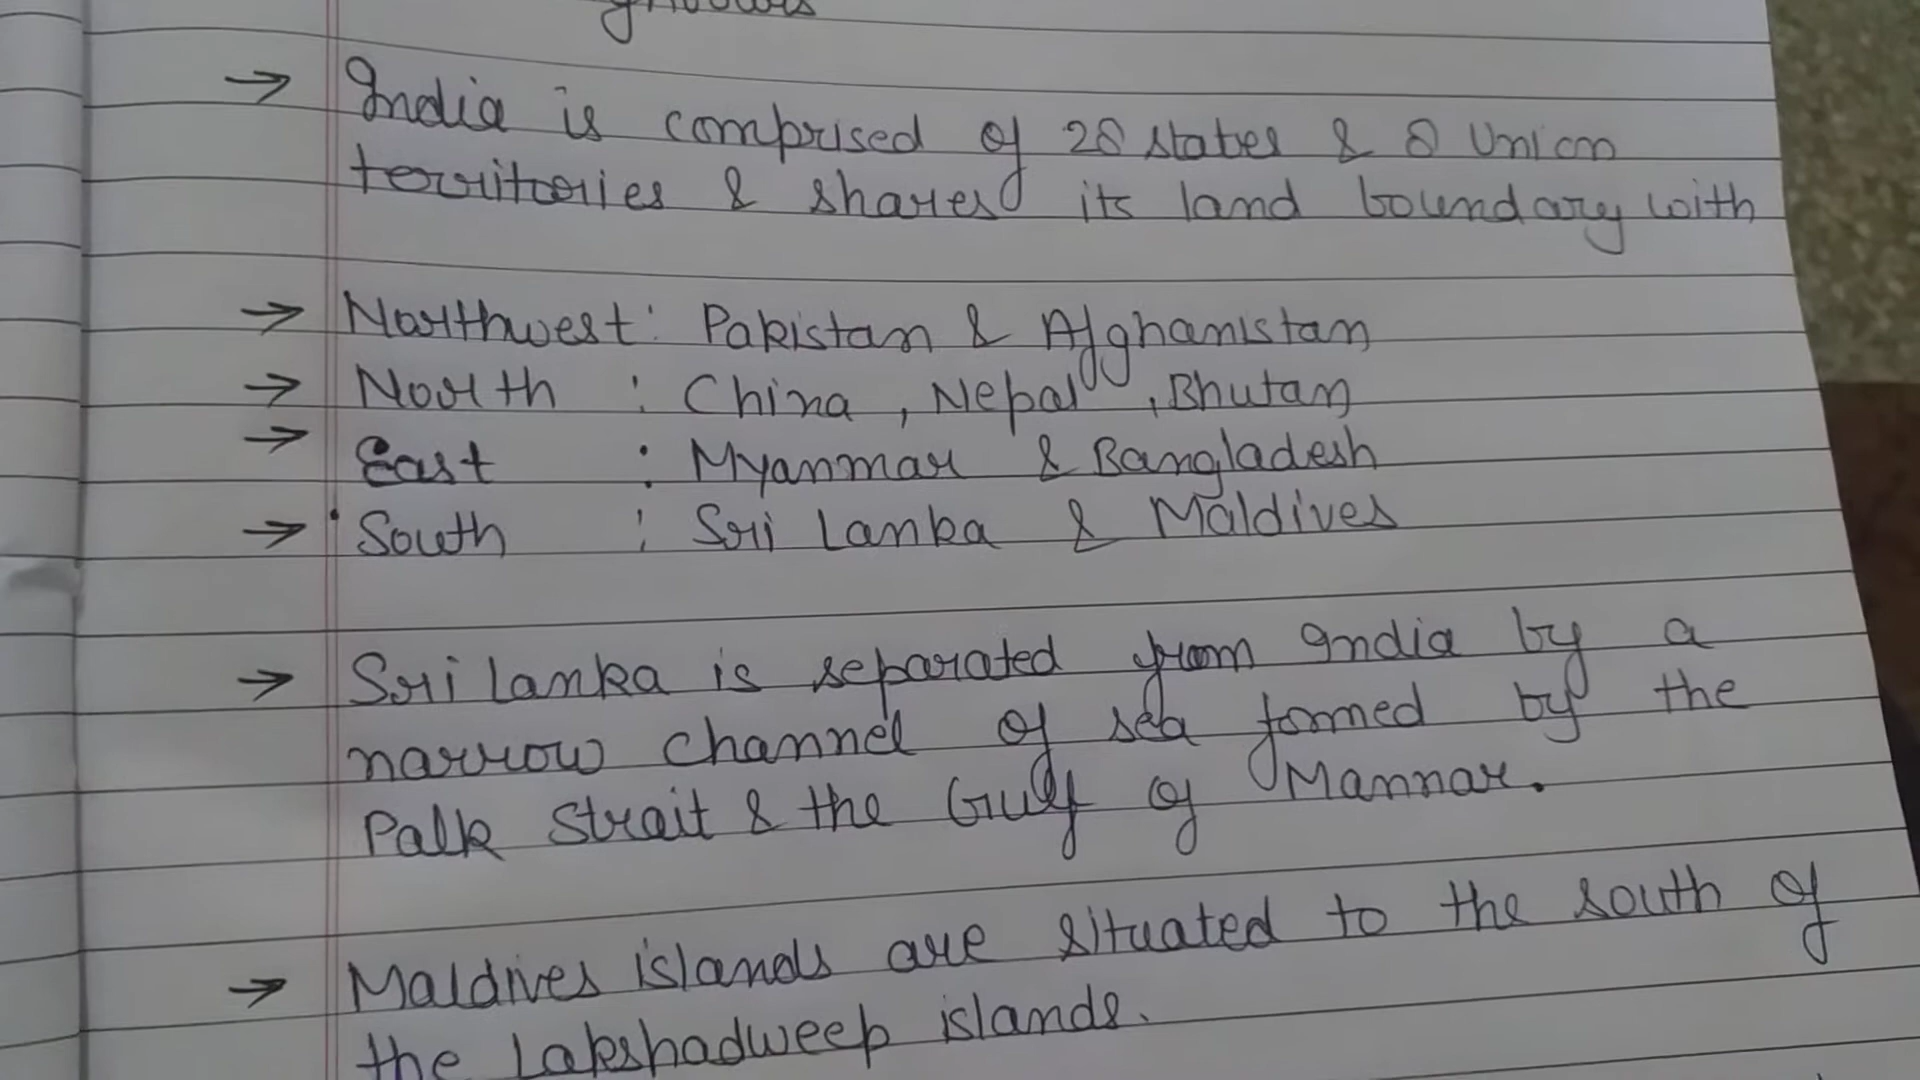 → India is comprised of 28 states & 8 Union
territories & shares its land boundary with
→ Northwest: Pakistan & Afghanistan
→ North : China, Nepal, Bhutan
→ East : Myanmar & Bangladesh
→ South : Sri Lanka & Maldives
→ Sri Lanka is separated from India by a
narrow channel of sea formed by the
Palk Strait & the Gulf of Mannar.
→ Maldives islands are situated to the south of
the Lakshadweep islands.